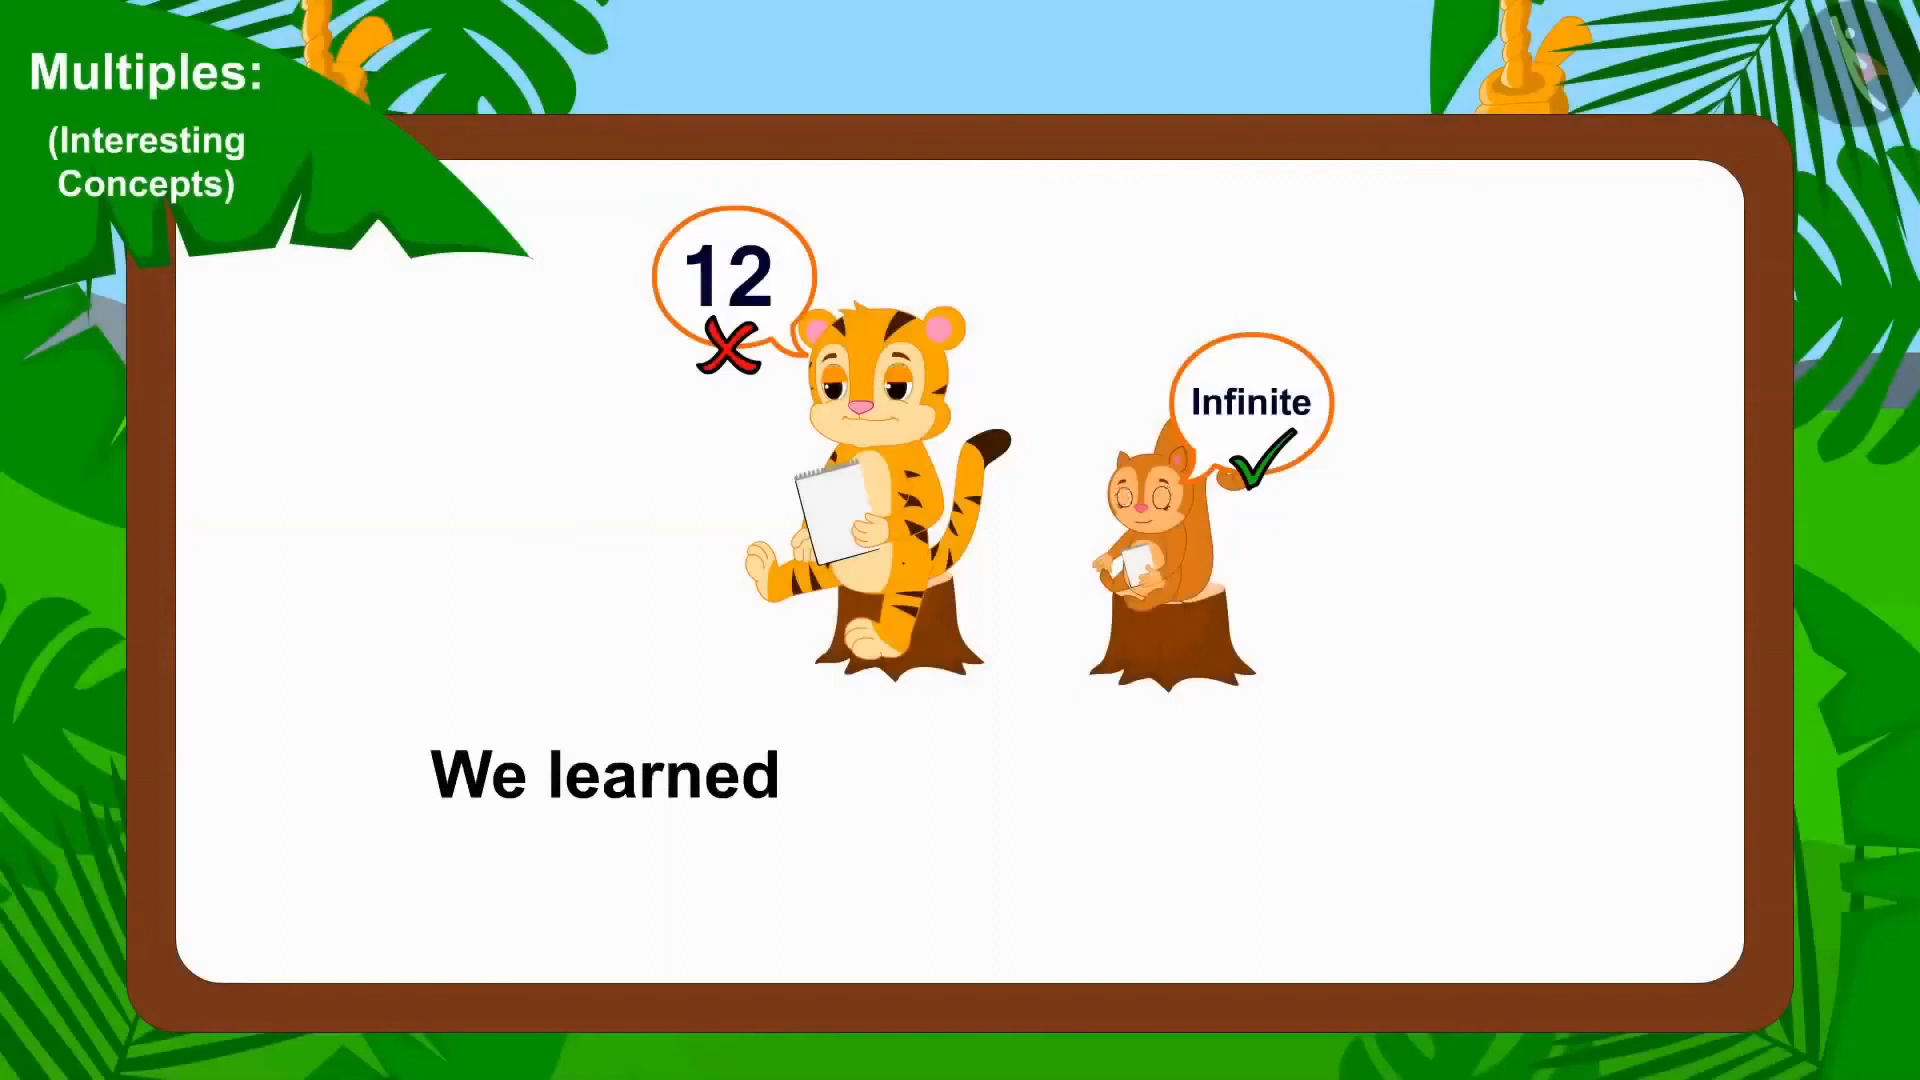 Multiples:
(Interesting
Concepts)
12
Infinite
We learned